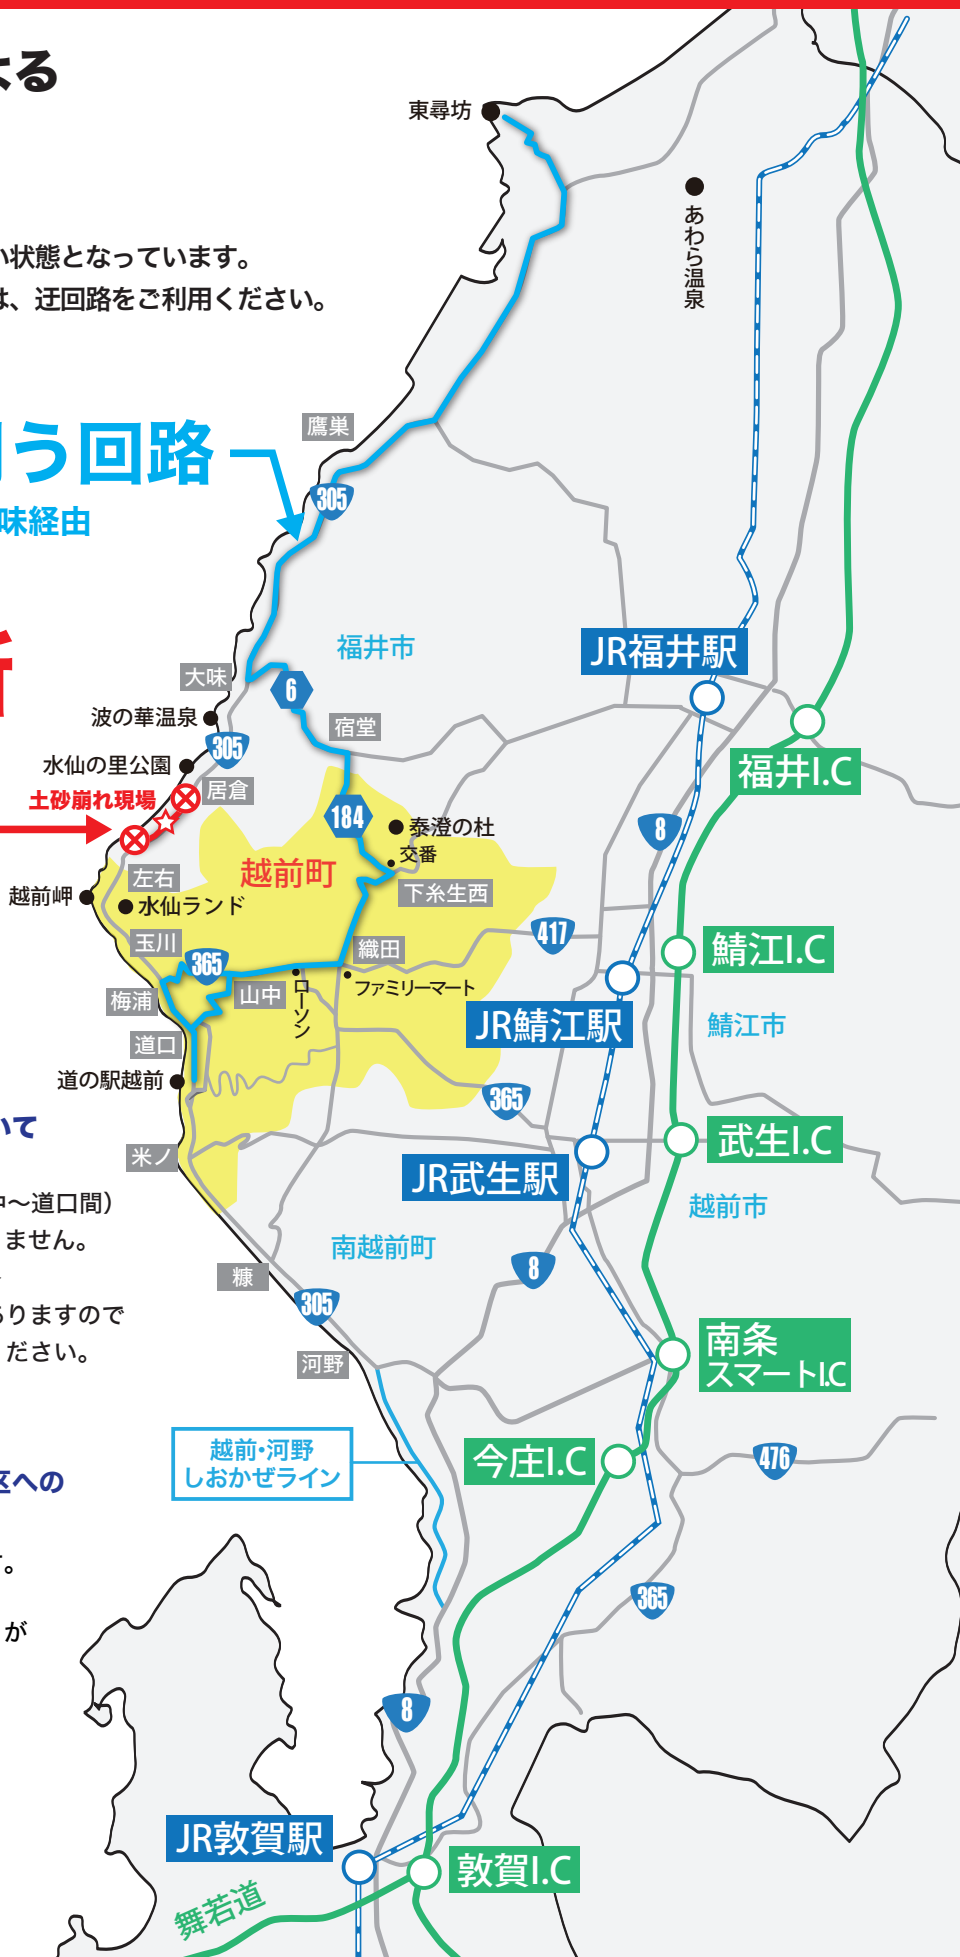 よる
東尋坊
あわら温泉
い状態となっています。
は、迂回路をご利用ください。
鷹巣
う回路
305
味経由
福井市
JR福井駅
大味
6
波の華温泉
宿堂
305
福井I.C
水仙の里公園
居倉
土砂崩れ現場
184
8
泰澄の杜
交番
越前町
左右
下糸生西
越前岬
水仙ランド
417
玉川
織田
鯖江I.C
365
山中
ローソン
ファミリーマート
梅浦
JR鯖江駅
鯖江市
道口
道の駅越前
365
いて
武生I.C
米ノ
JR武生駅
中〜道口間）
越前市
ません。
南越前町
8
糠
305
ありますので
南条
スマートI.C
ださい。
河野
越前・河野
しおかぜライン
今庄I.C
476
区への
365
。
が
8
JR敦賀駅
敦賀I.C
舞若道